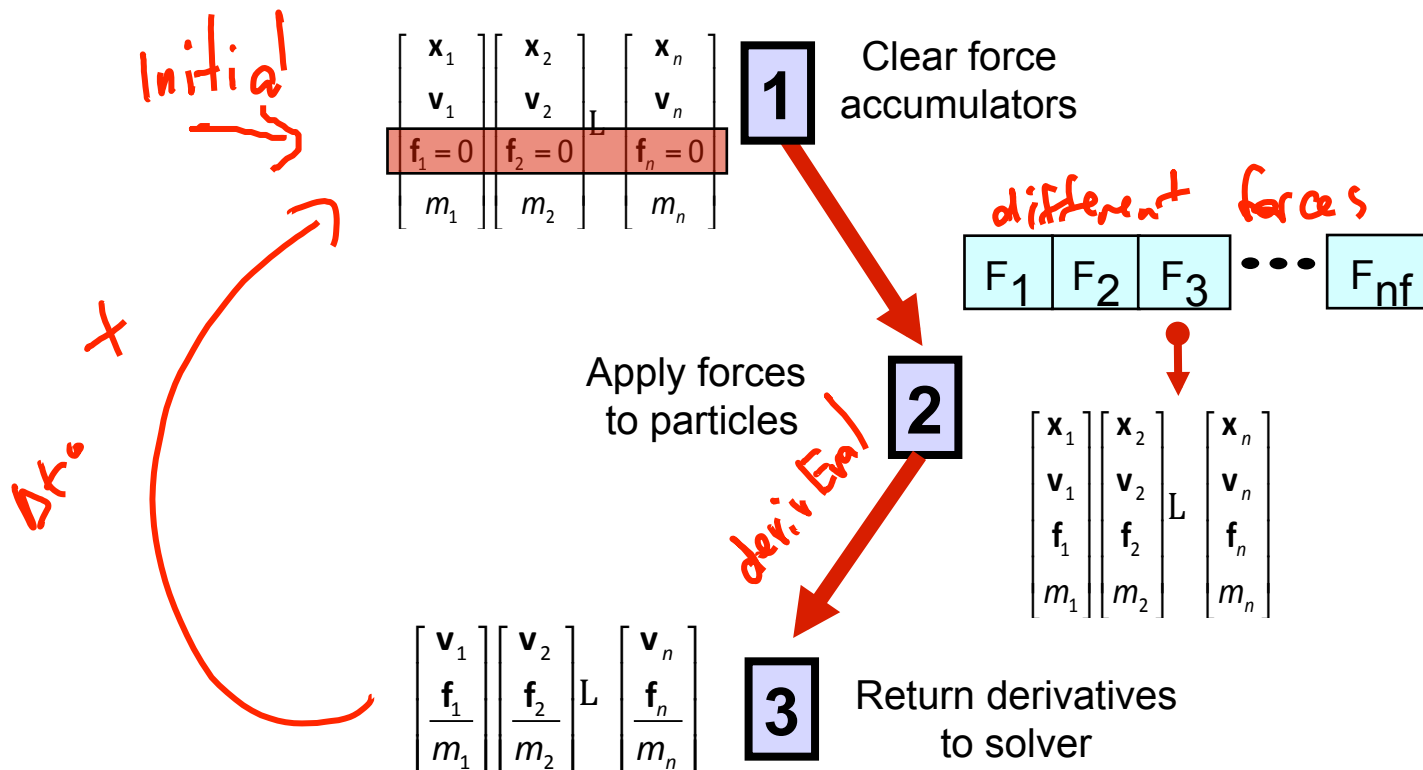 Initial
x₁ x₂ xₙ
v₁ v₂ L vₙ
f₁ = 0 f₂ = 0 fₙ = 0
m₁ m₂ mₙ
1
Clear force
accumulators
different forces
F₁ F₂ F₃ ••• Fnf
Apply forces
to particles
2
derivEval
x₁ x₂ xₙ
v₁ v₂ vₙ
f₁ f₂ L fₙ
m₁ m₂ mₙ
v₁ v₂ vₙ
f₁ f₂ L fₙ
m₁ m₂ mₙ
3
Return derivatives
to solver